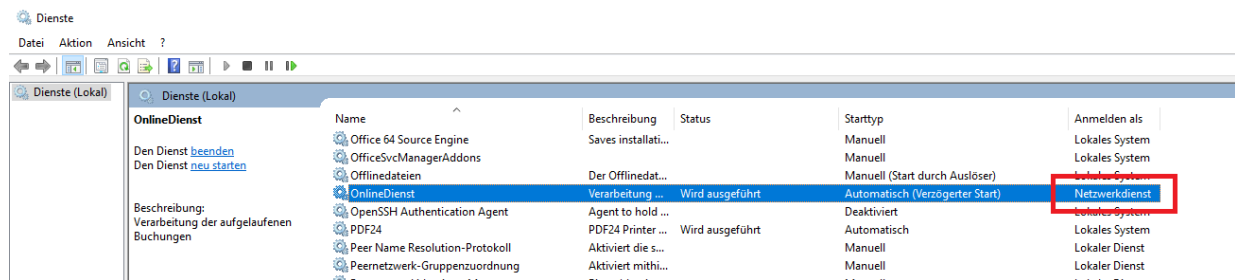 Dienste
Datei Aktion Ansicht ?
Dienste (Lokal)
Dienste (Lokal)
OnlineDienst
Den Dienst beenden
Den Dienst neu starten
Beschreibung:
Verarbeitung der aufgelaufenen
Buchungen
Name Beschreibung Status Starttyp Anmelden als
Office 64 Source Engine Saves installati... Manuell Lokales System
OfficeSvcManagerAddons Manuell Lokales System
Offlinedateien Der Offlinedat... Manuell (Start durch Auslöser) Lokales System
OnlineDienst Verarbeitung ... Wird ausgeführt Automatisch (Verzögerter Start) Netzwerkdienst
OpenSSH Authentication Agent Agent to hold ... Deaktiviert Lokales System
PDF24 PDF24 Printer ... Wird ausgeführt Automatisch Lokales System
Peer Name Resolution-Protokoll Aktiviert die s... Manuell Lokaler Dienst
Peernetzwerk-Gruppenzuordnung Aktiviert mithi... Manuell Lokaler Dienst